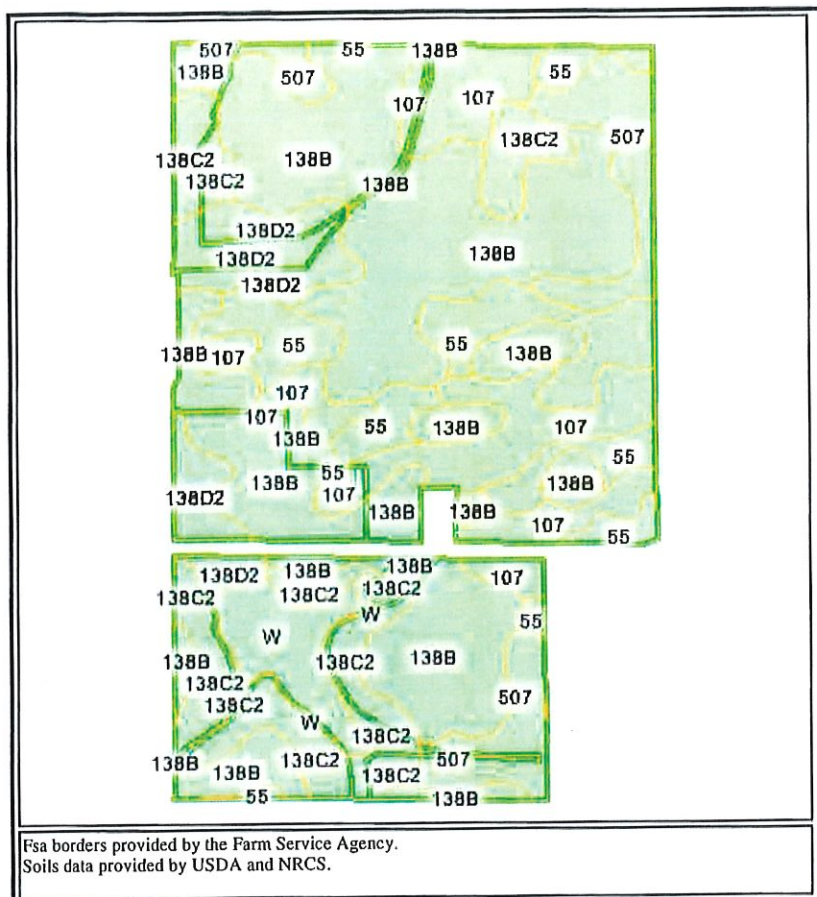 507 55 138B
138B 507 55
107 107
138C2 507
138C2 138B
138C2 138B
138D2
138B
138D2
138D2
138B 107 55 55 138B
107
107 55 138B 107
138B
55
138B 55
138D2 107 138B 138B 138B
107 55
138D2 138B 138B
138C2 138C2 138C2 107
W 55
W
138B 138C2 138B
138C2
138C2 507
W
138C2
138B 138B 138C2 507
138C2
55 138B
Fsa borders provided by the Farm Service Agency.
Soils data provided by USDA and NRCS.